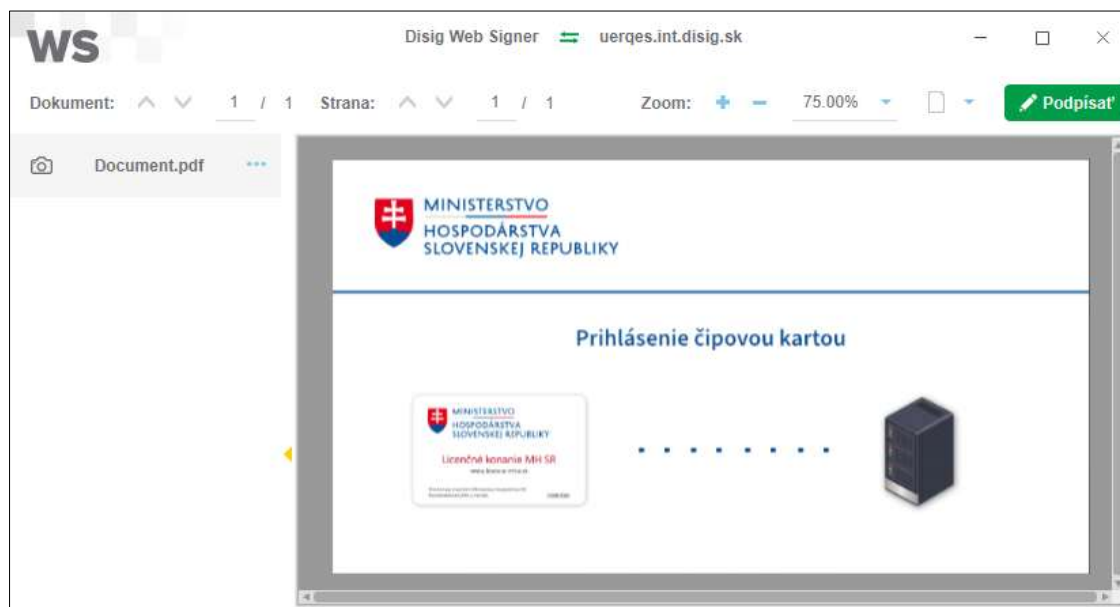 WS
Disig Web Signer uerqes.int.disig.sk
Dokument: 1 / 1 Strana: 1 / 1 Zoom: 75.00% Podpísať
Document.pdf
MINISTERSTVO
HOSPODÁRSTVA
SLOVENSKEJ REPUBLIKY
Prihlásenie čipovou kartou
MINISTERSTVO
HOSPODÁRSTVA
SLOVENSKEJ REPUBLIKY
Licenčné konanie MH SR